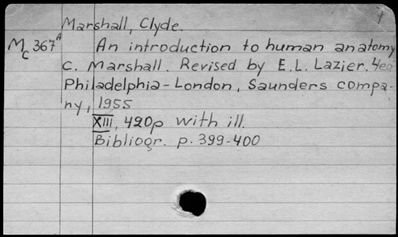 Marshall, Clyde.
Mc 367A An introduction to human anatomy
C. Marshall. Revised by E.L. Lazier. 4ed
Philadelphia-London, Saunders compa-
ny, 1955
XIII, 420p with ill.
Bibliogr. p. 399-400